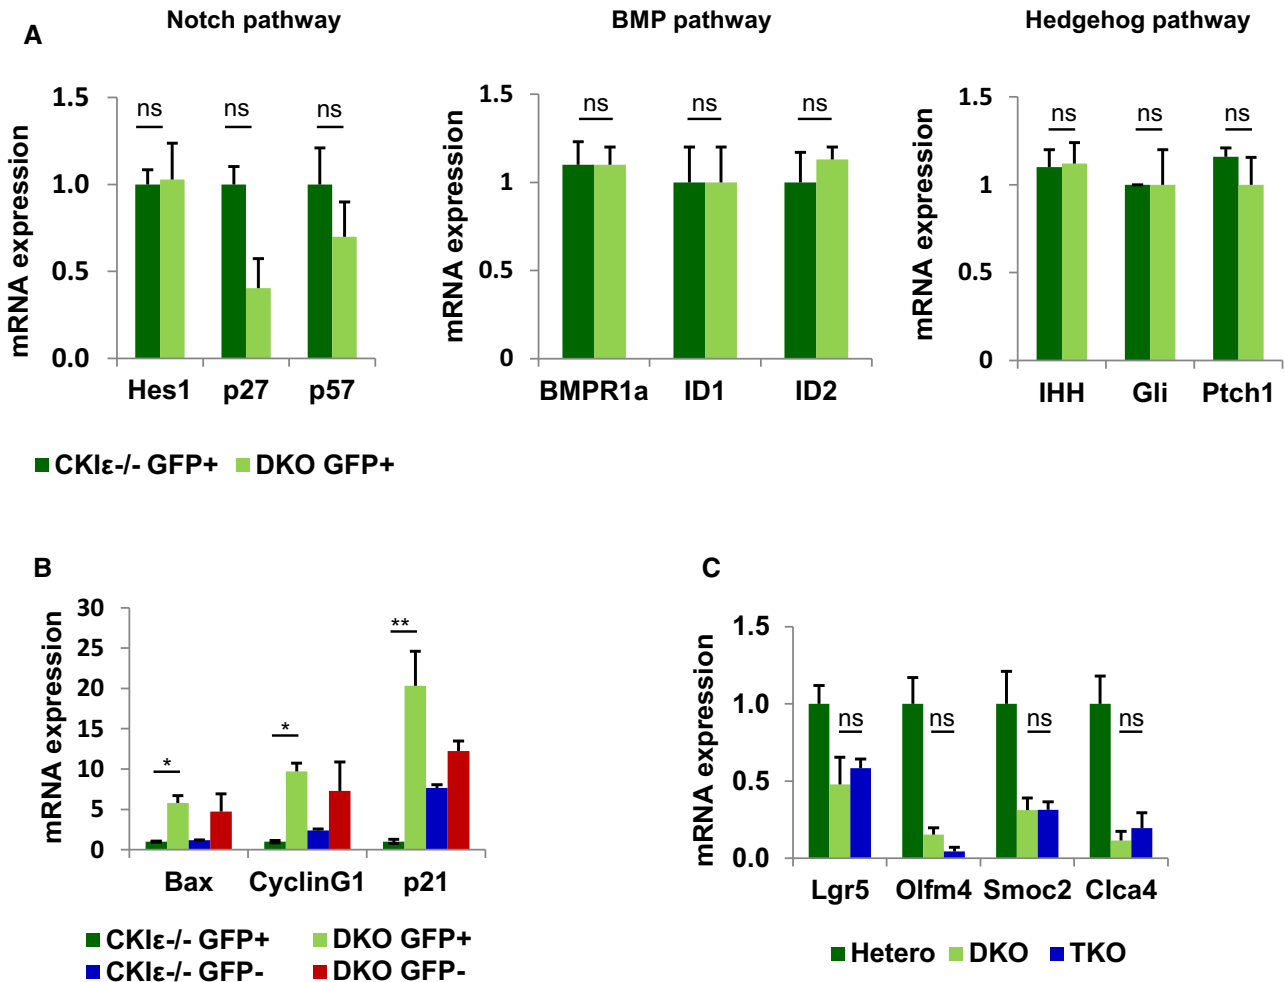 A
Notch pathway
BMP pathway
Hedgehog pathway
mRNA expression
1.5
1.0
0.5
0.0
ns
ns
ns
Hes1 p27 p57
mRNA expression
1.5
1
0.5
0
ns
ns
ns
BMPR1a ID1 ID2
mRNA expression
1.5
1
0.5
0
ns
ns
ns
IHH Gli Ptch1
CKIε-/- GFP+ DKO GFP+
B
mRNA expression
30
25
20
15
10
5
0
*
*
**
Bax CyclinG1 p21
CKIε-/- GFP+ DKO GFP+
CKIε-/- GFP- DKO GFP-
C
mRNA expression
1.5
1.0
0.5
0.0
ns
ns
ns
ns
Lgr5 Olfm4 Smoc2 Clca4
Hetero DKO TKO